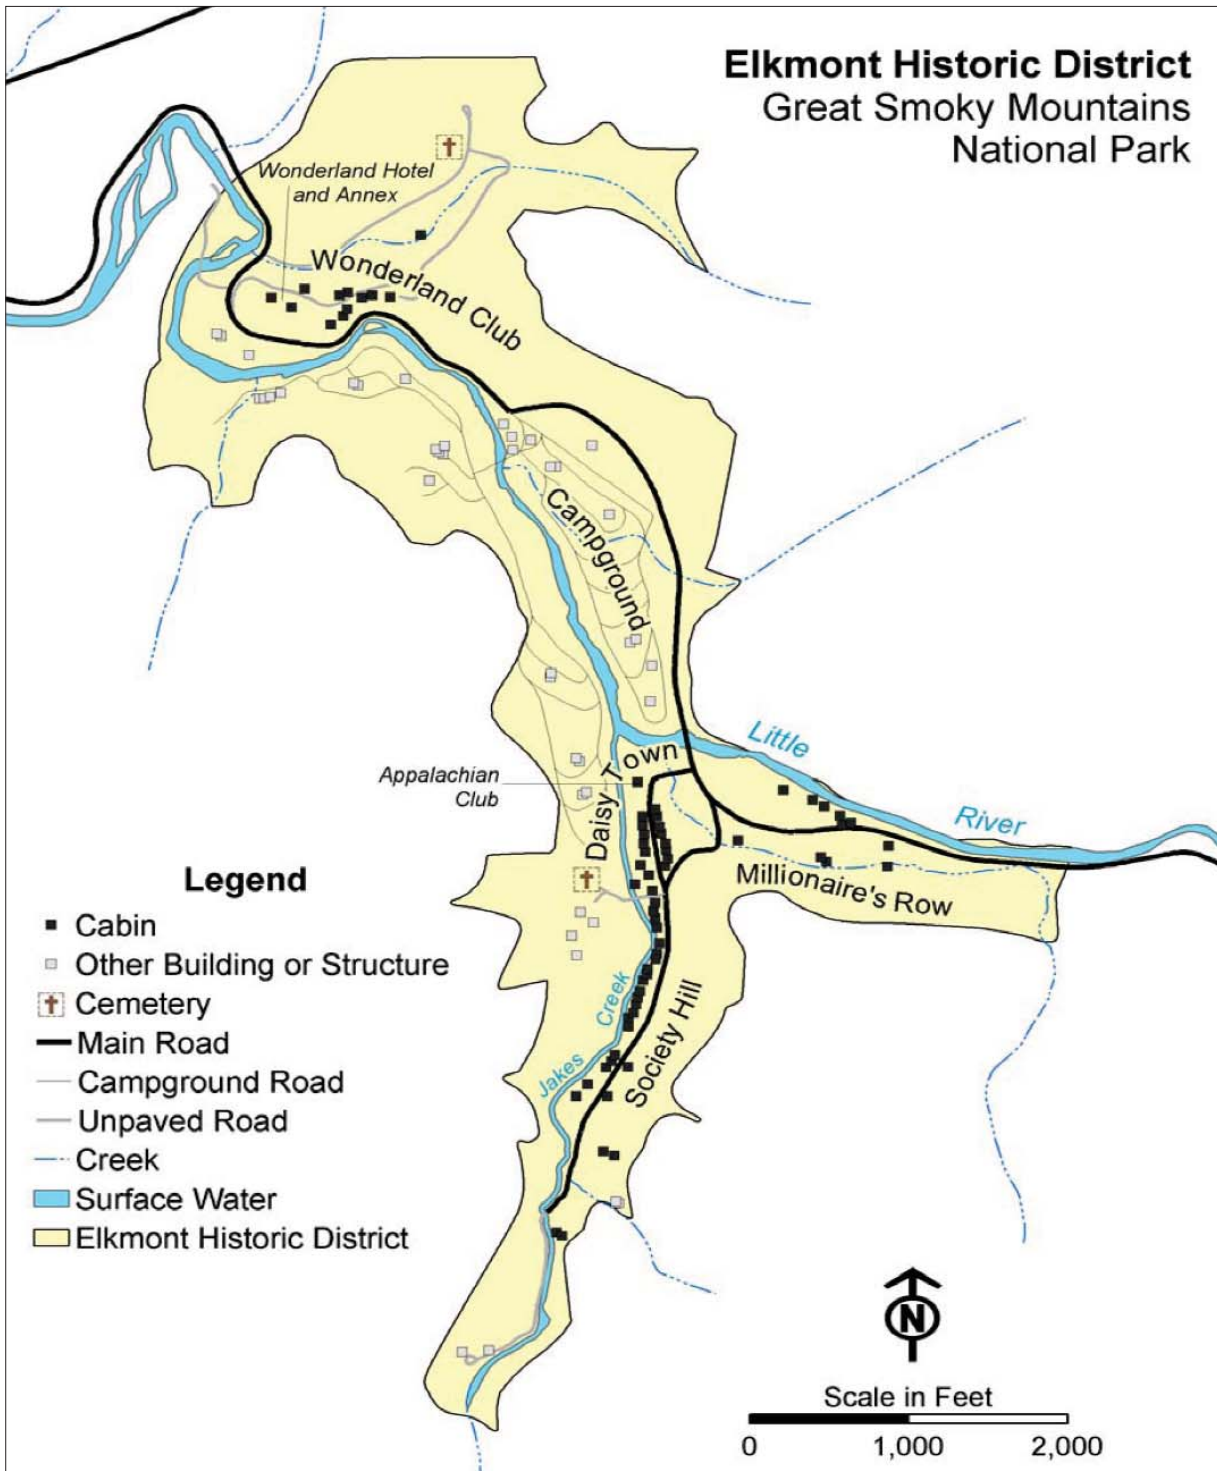 Elkmont Historic District
Great Smoky Mountains
National Park
Wonderland Hotel
and Annex
Wonderland Club
Campground
Little
River
Daisy Town
Appalachian
Club
Millionaire's Row
Creek
Jakes
Society Hill
Legend
Cabin
Other Building or Structure
Cemetery
Main Road
Campground Road
Unpaved Road
Creek
Surface Water
Elkmont Historic District
N
Scale in Feet
0 1,000 2,000